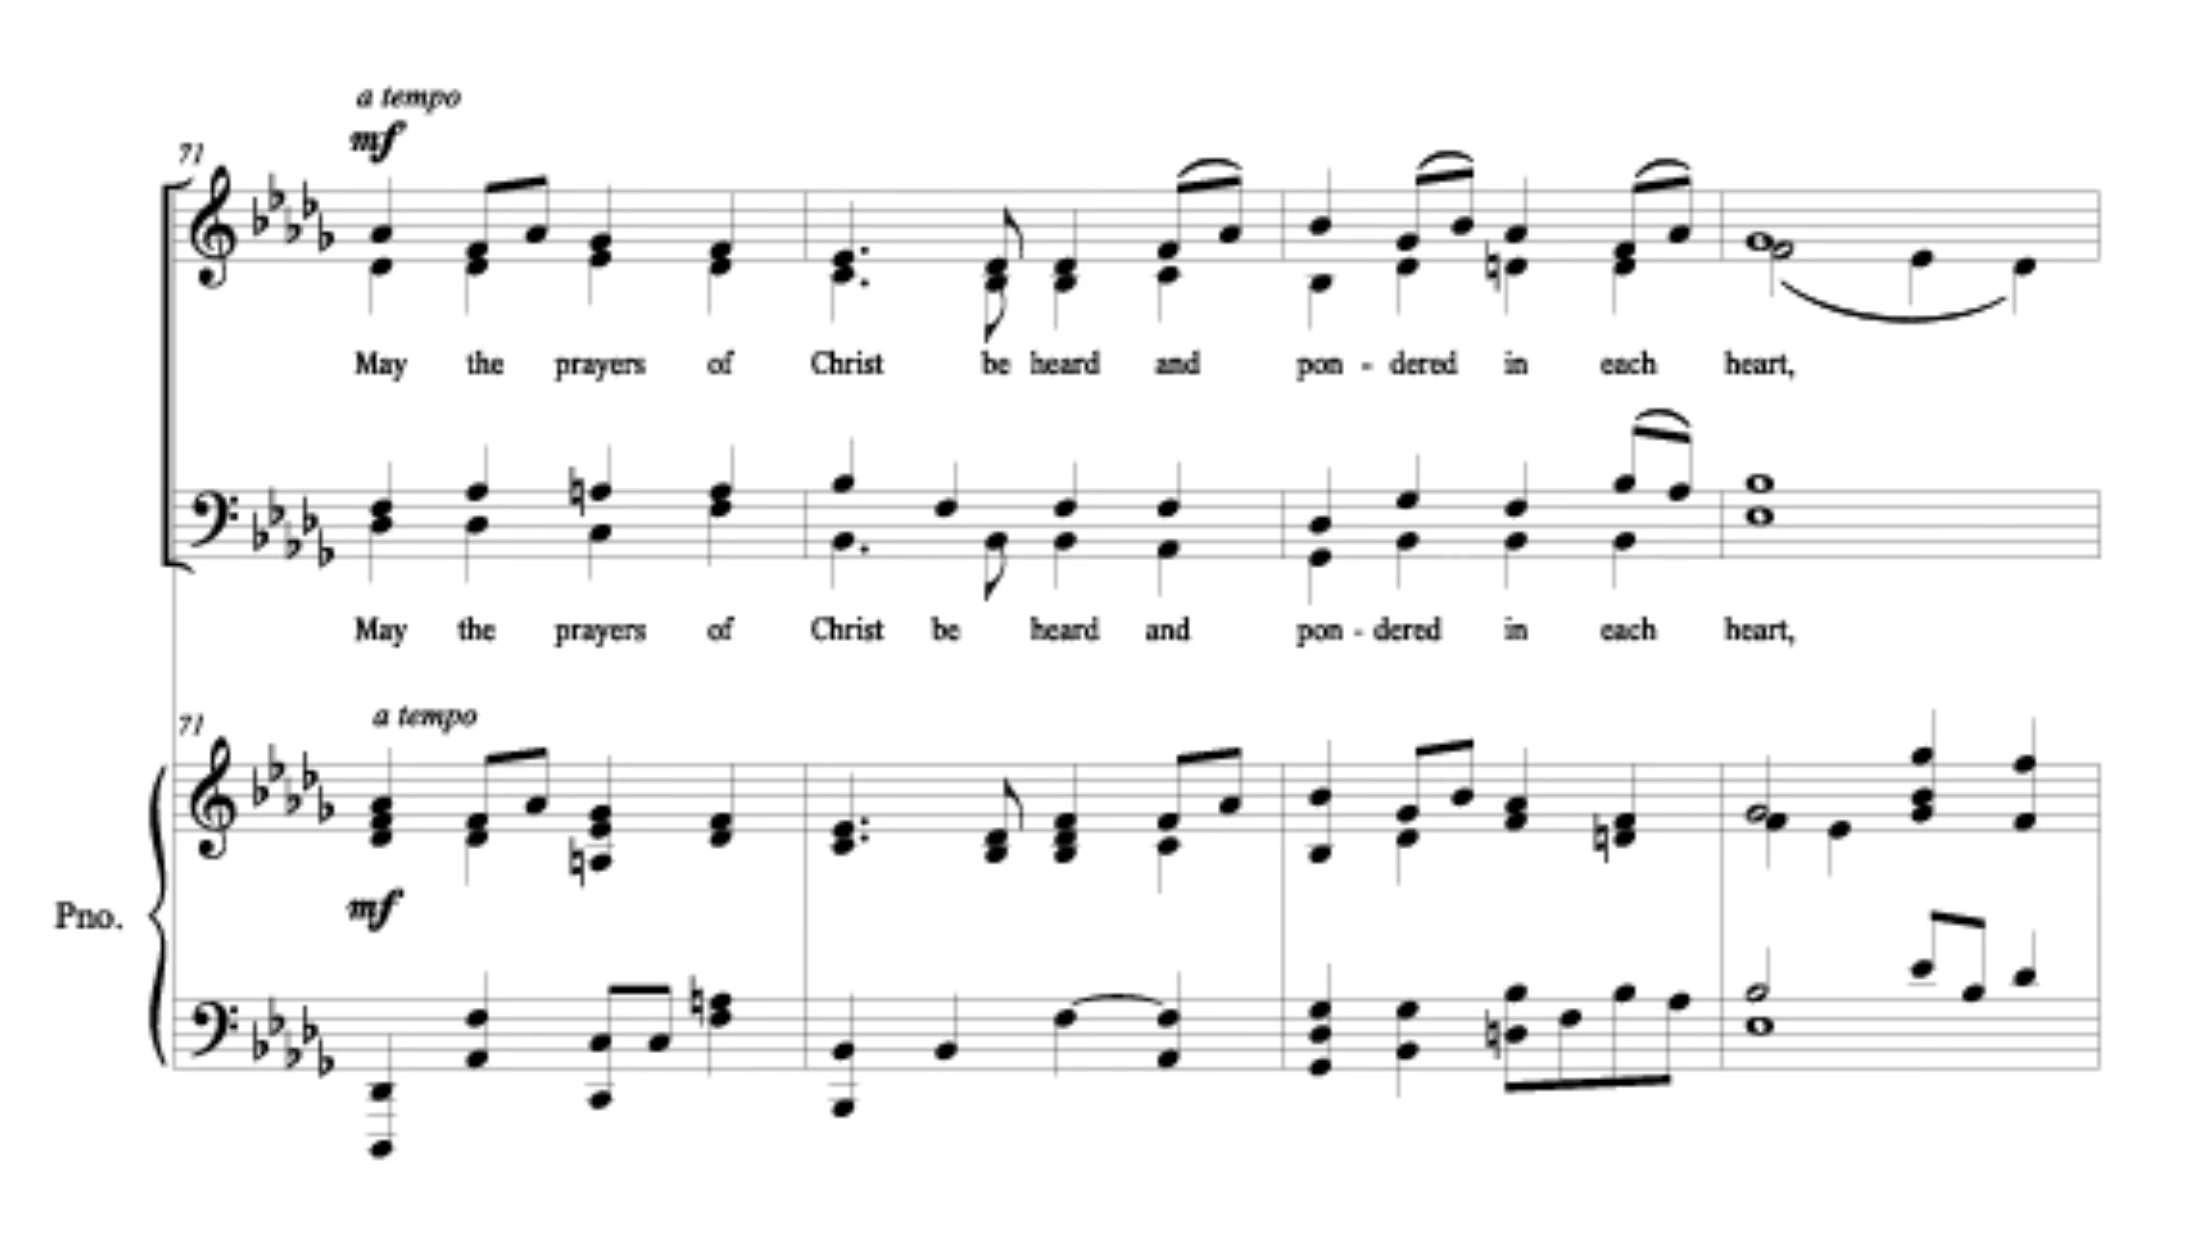 a tempo
mf
71
May the prayers of Christ be heard and pon - dered in each heart,
May the prayers of Christ be heard and pon - dered in each heart,
a tempo
71
mf
Pno.